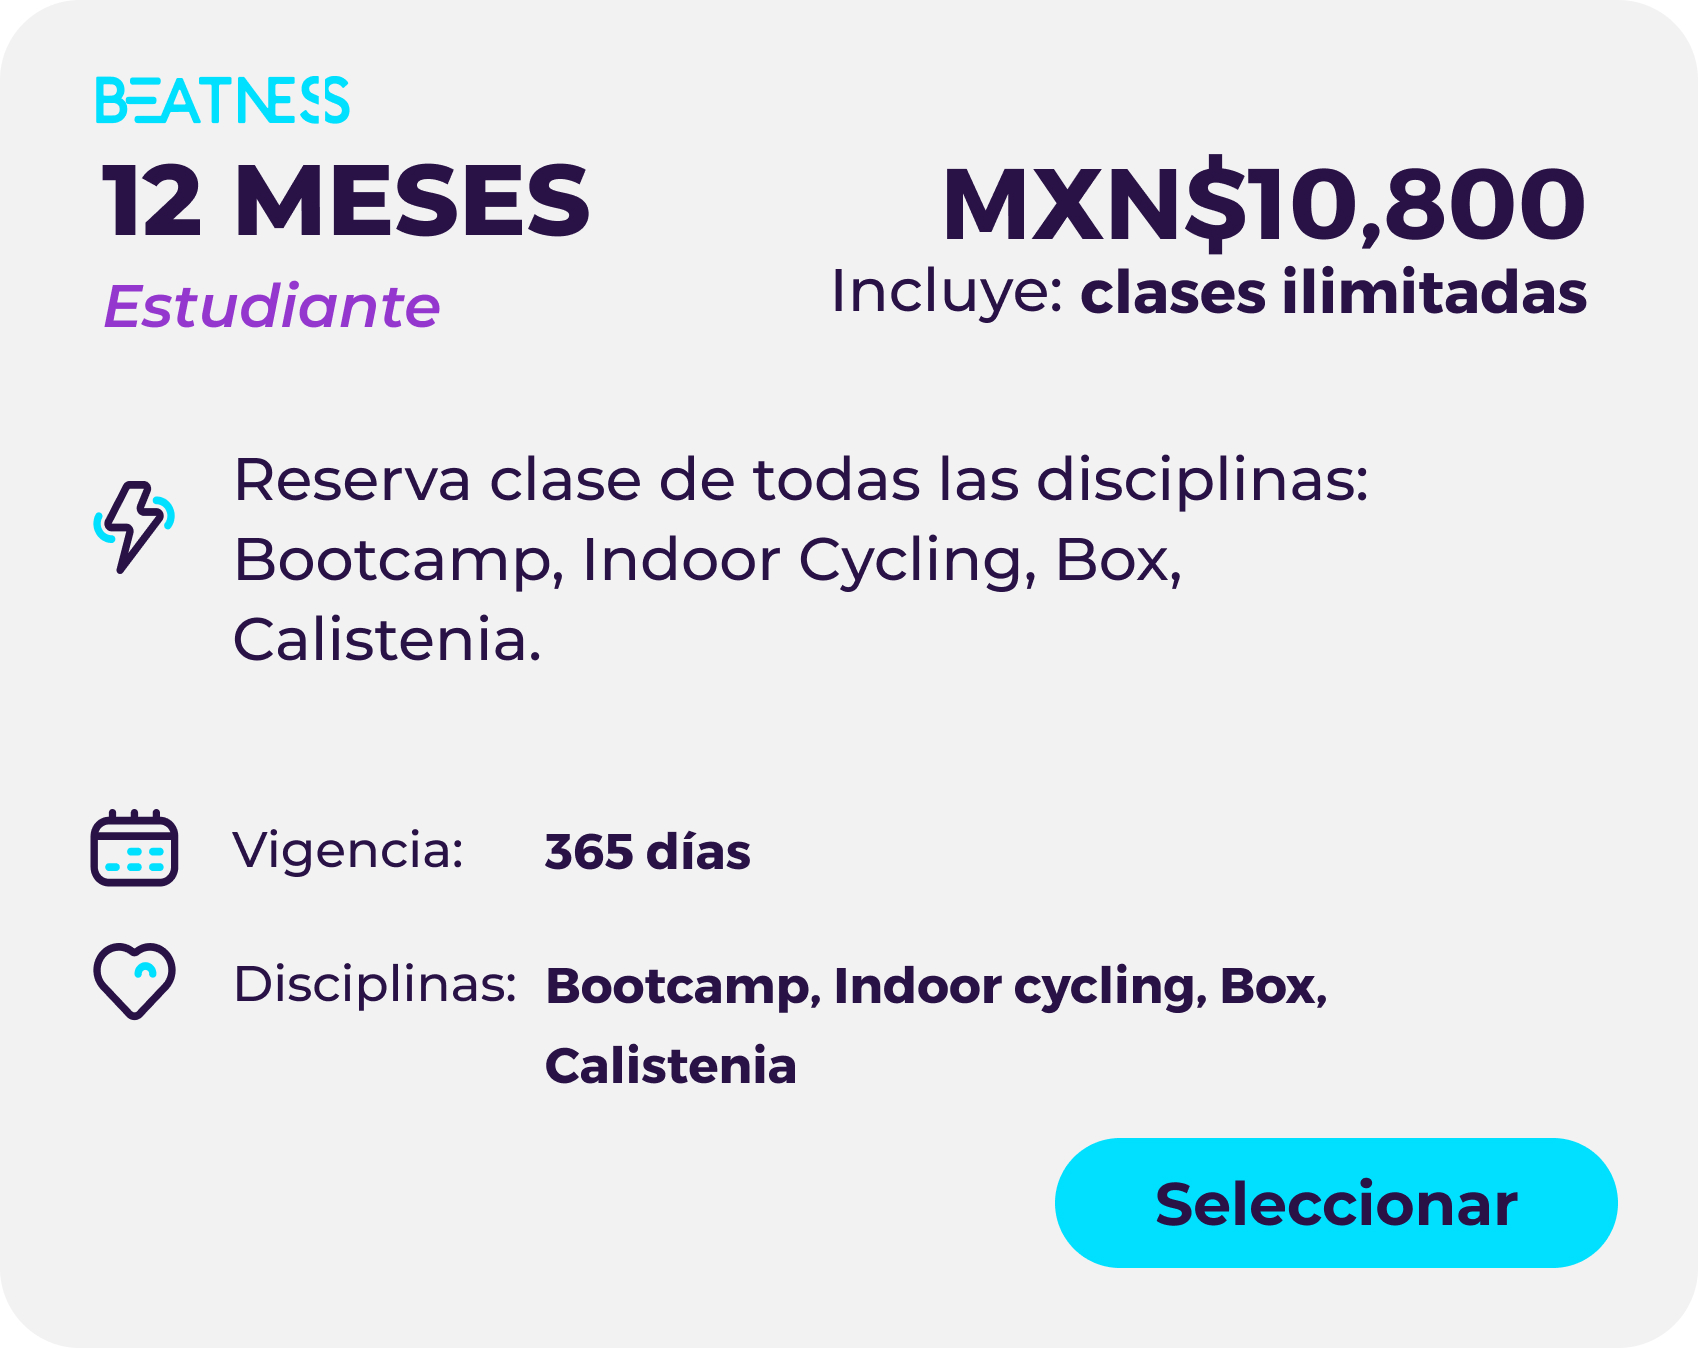 BEATNESS
12 MESES
Estudiante
MXN$10,800
Incluye: clases ilimitadas
Reserva clase de todas las disciplinas:
Bootcamp, Indoor Cycling, Box,
Calistenia.
Vigencia: 365 días
Disciplinas: Bootcamp, Indoor cycling, Box,
Calistenia
Seleccionar